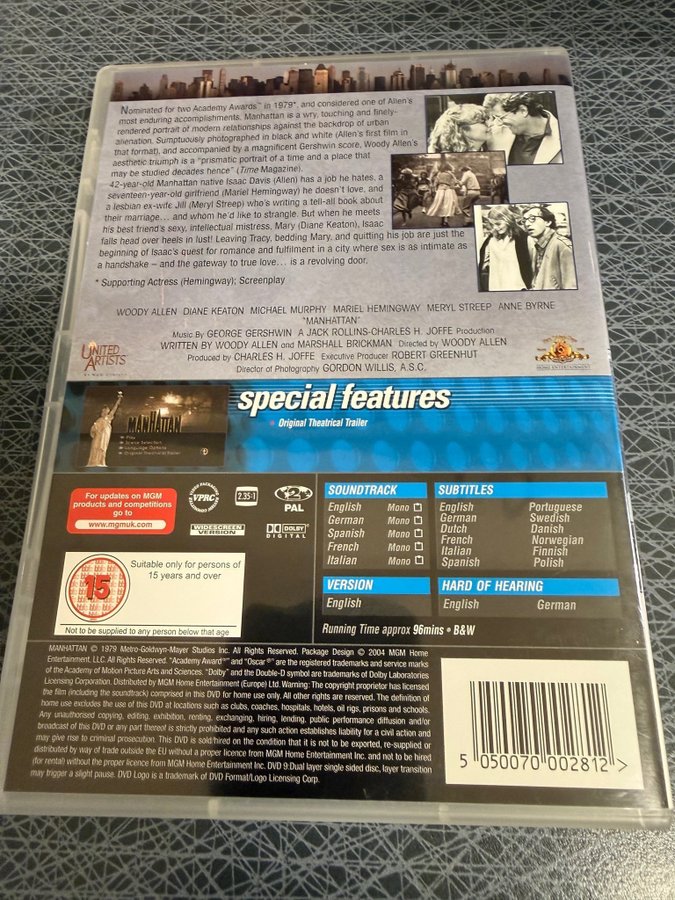 Nominated for two Academy Awards™ in 1979*, and considered one of Allen's
most enduring accomplishments. Manhattan is a wry, touching and finely-
rendered portrait of modern relationships against the backdrop of urban
alienation. Sumptuously photographed in black and white (Allen's first film in
that format), and accompanied by a magnificent Gershwin score, Woody Allen's
aesthetic triumph is a "prismatic portrait of a time and a place that
may be studied decades hence" (Time Magazine).
42-year-old Manhattan native Isaac Davis (Allen) has a job he hates, a
seventeen-year-old girlfriend (Mariel Hemingway) he doesn't love, and
a lesbian ex-wife Jill (Meryl Streep) who's writing a tell-all book about
their marriage... and whom he'd like to strangle. But when he meets
his best friend's sexy, intellectual mistress, Mary (Diane Keaton), Isaac
falls head over heels in lust! Leaving Tracy, bedding Mary, and quitting his job are just the
beginning of Isaac's quest for romance and fulfilment in a city where sex is as intimate as
a handshake – and the gateway to true love... is a revolving door.
* Supporting Actress (Hemingway); Screenplay
WOODY ALLEN DIANE KEATON MICHAEL MURPHY MARIEL HEMINGWAY MERYL STREEP ANNE BYRNE
"MANHATTAN"
Music By GEORGE GERSHWIN A JACK ROLLINS-CHARLES H. JOFFE Production
WRITTEN BY WOODY ALLEN and MARSHALL BRICKMAN Directed by WOODY ALLEN
Produced by CHARLES H. JOFFE Executive Producer ROBERT GREENHUT
Director of Photography GORDON WILLIS, A.S.C.
UNITED
ARTISTS
MGM
HOME ENTERTAINMENT
special features
Original Theatrical Trailer
MANHATTAN
Play
Scene Selection
Language Options
Original Theatrical Trailer
For updates on MGM
products and competitions
go to
www.mgmuk.com
VPRC
2.35:1
2
PAL
WIDESCREEN
VERSION
DOLBY
DIGITAL
15
Suitable only for persons of
15 years and over
Not to be supplied to any person below that age
SOUNDTRACK
English Mono
German Mono
Spanish Mono
French Mono
Italian Mono
SUBTITLES
English Portuguese
German Swedish
Dutch Danish
French Norwegian
Italian Finnish
Spanish Polish
VERSION
English
HARD OF HEARING
English German
Running Time approx 96mins • B&W
MANHATTAN © 1979 Metro-Goldwyn-Mayer Studios Inc. All Rights Reserved. Package Design © 2004 MGM Home
Entertainment, LLC. All Rights Reserved. "Academy Award®" and "Oscar®" are the registered trademarks and service marks
of the Academy of Motion Picture Arts and Sciences. "Dolby" and the Double-D symbol are trademarks of Dolby Laboratories
Licensing Corporation. Distributed by MGM Home Entertainment (Europe) Ltd. Warning: The copyright proprietor has licensed
the film (including the soundtrack) comprised in this DVD for home use only. All other rights are reserved. The definition of
home use excludes the use of this DVD at locations such as clubs, coaches, hospitals, hotels, oil rigs, prisons and schools.
Any unauthorised copying, editing, exhibition, renting, exchanging, hiring, lending, public performance diffusion and/or
broadcast of this DVD or any part thereof is strictly prohibited and any such action establishes liability for a civil action and
may give rise to criminal prosecution. This DVD is sold/hired on the condition that it is not to be exported, re-supplied or
distributed by way of trade outside the EU without a proper licence from MGM Home Entertainment Inc. and not to be hired
(for rental) without the proper licence from MGM Home Entertainment Inc. DVD 9:Dual layer single sided disc, layer transition
may trigger a slight pause. DVD Logo is a trademark of DVD Format/Logo Licensing Corp.
5 050070 002812 >